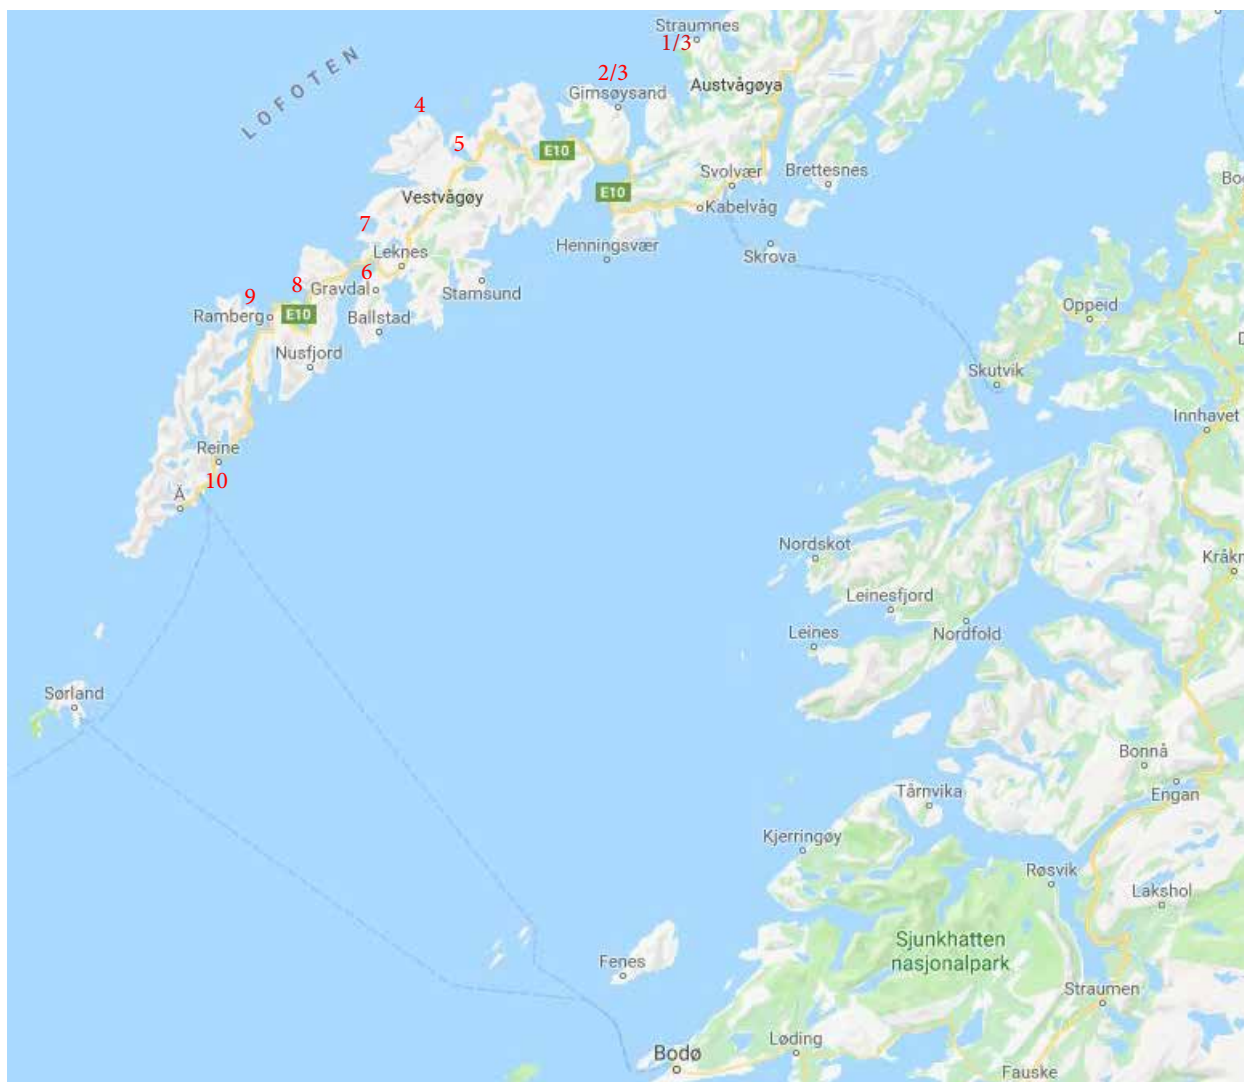 Straumnes
1/3
LOFOTEN
2/3
Gimsøysand
Austvågøya
4
5
E10
Svolvær
Brettesnes
E10
Vestvågøy
Kabelvåg
7
Henningsvær
Skrova
Leknes
6
8
Gravdal
Stamsund
9
Ramberg
E10
Ballstad
Oppeid
Nusfjord
Skutvik
Innhavet
Reine
10
Å
Nordskot
Kråkm
Leinesfjord
Leines
Nordfold
Sørland
Bonnå
Engan
Tårnvika
Kjerringøy
Røsvik
Lakshol
Sjunkhatten
nasjonalpark
Fenes
Straumen
Bodø
Løding
Fauske